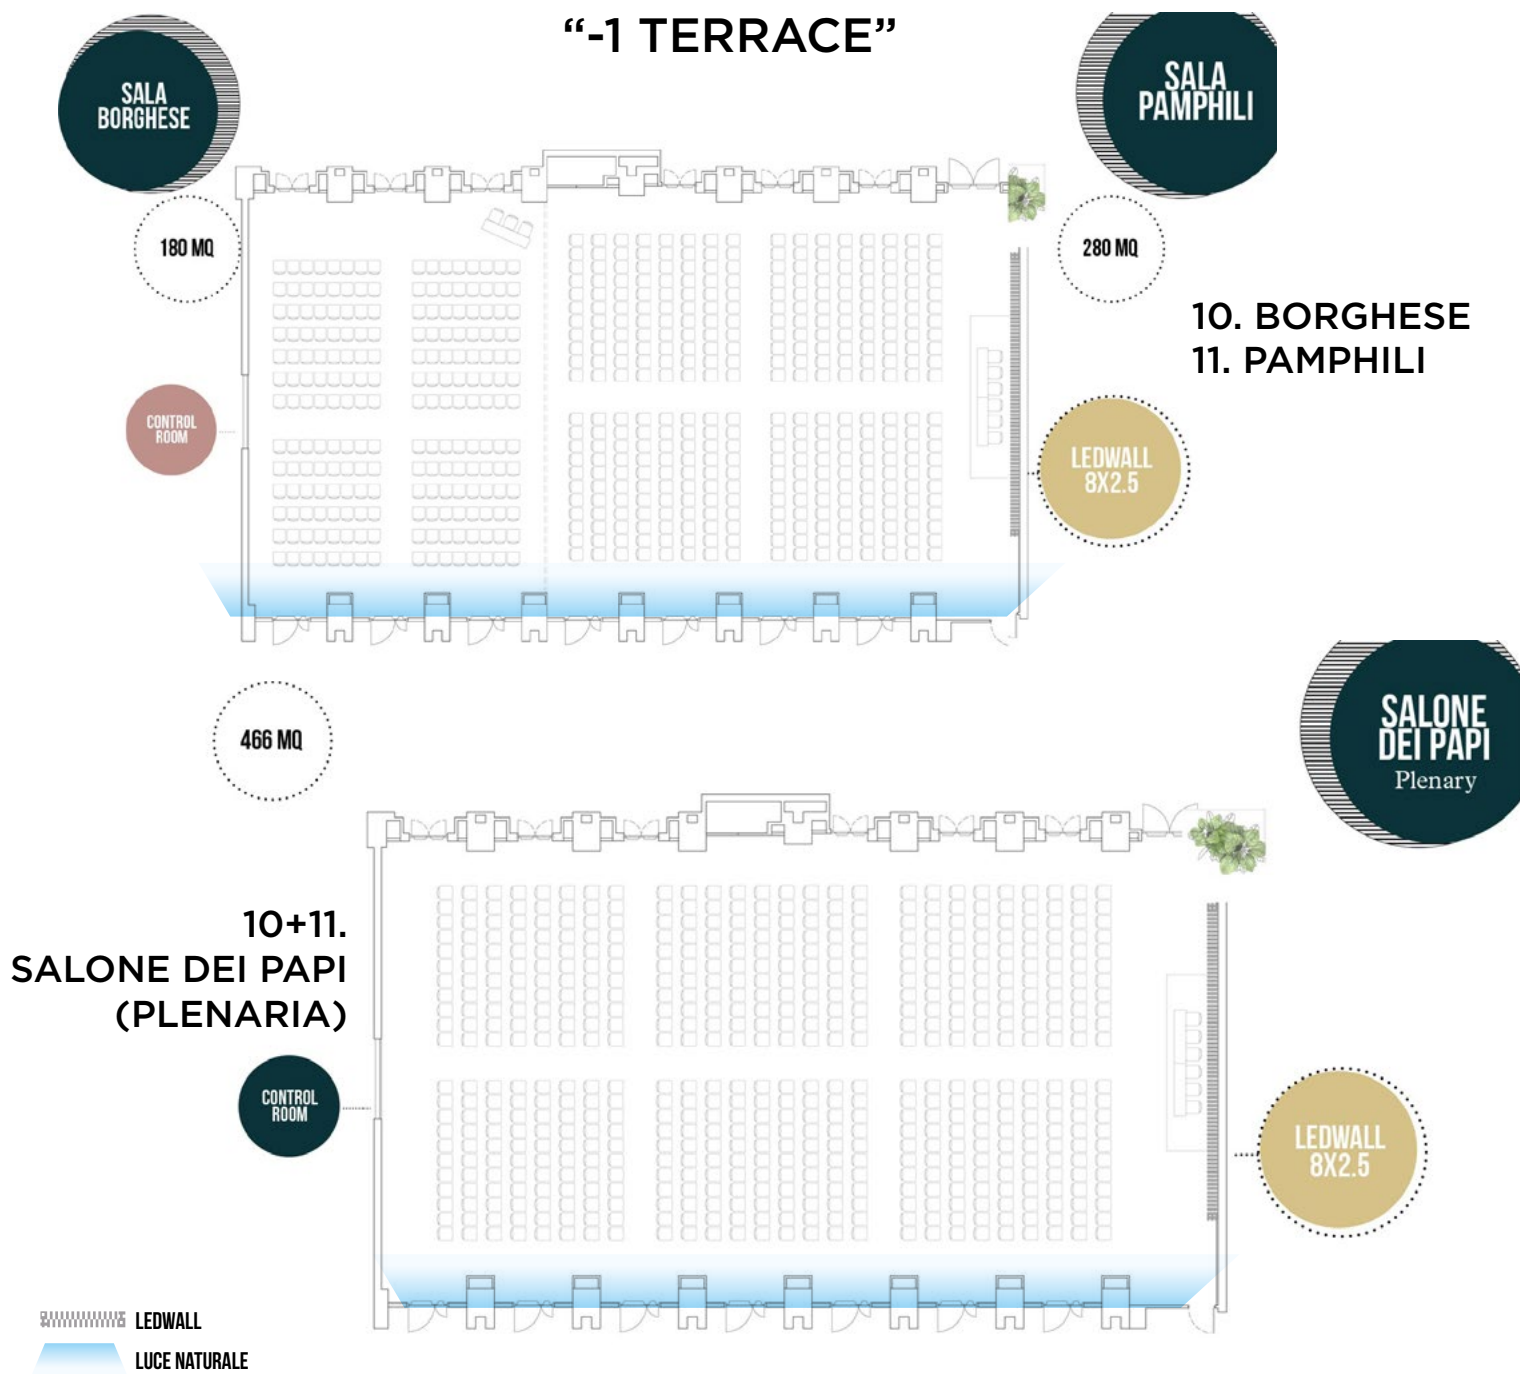 “-1 TERRACE”
SALA
BORGHESE
SALA
PAMPHILI
180 MQ
280 MQ
10. BORGHESE
11. PAMPHILI
CONTROL
ROOM
LEDWALL
8X2.5
466 MQ
SALONE
DEI PAPI
Plenary
10+11.
SALONE DEI PAPI
(PLENARIA)
CONTROL
ROOM
LEDWALL
8X2.5
LEDWALL
LUCE NATURALE